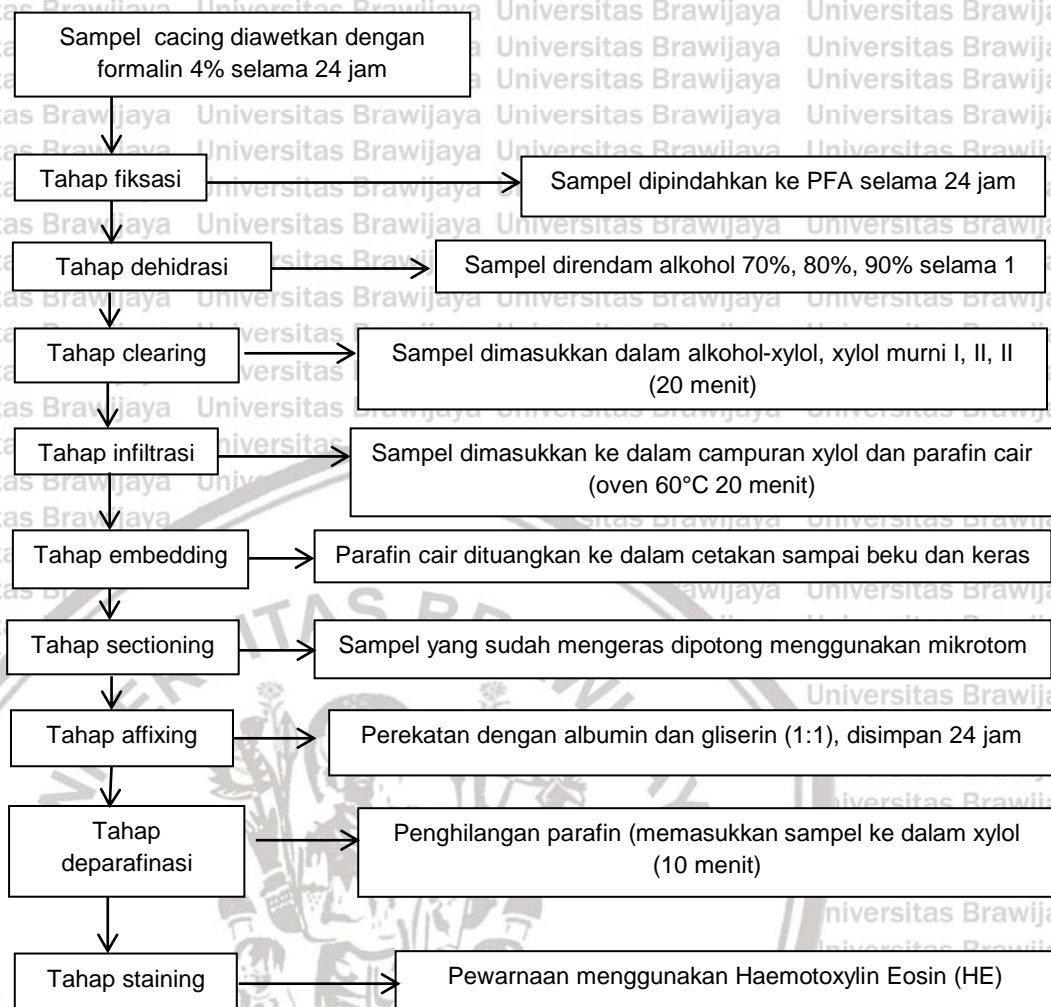 Sampel cacing diawetkan dengan
formalin 4% selama 24 jam
Tahap fiksasi
Sampel dipindahkan ke PFA selama 24 jam
Tahap dehidrasi
Sampel direndam alkohol 70%, 80%, 90% selama 1
Tahap clearing
Sampel dimasukkan dalam alkohol-xylol, xylol murni I, II, II
(20 menit)
Tahap infiltrasi
Sampel dimasukkan ke dalam campuran xylol dan parafin cair
(oven 60°C 20 menit)
Tahap embedding
Parafin cair dituangkan ke dalam cetakan sampai beku dan keras
Tahap sectioning
Sampel yang sudah mengeras dipotong menggunakan mikrotom
Tahap affixing
Perekatan dengan albumin dan gliserin (1:1), disimpan 24 jam
Tahap
deparafinasi
Penghilangan parafin (memasukkan sampel ke dalam xylol
(10 menit)
Tahap staining
Pewarnaan menggunakan Haemotoxylin Eosin (HE)